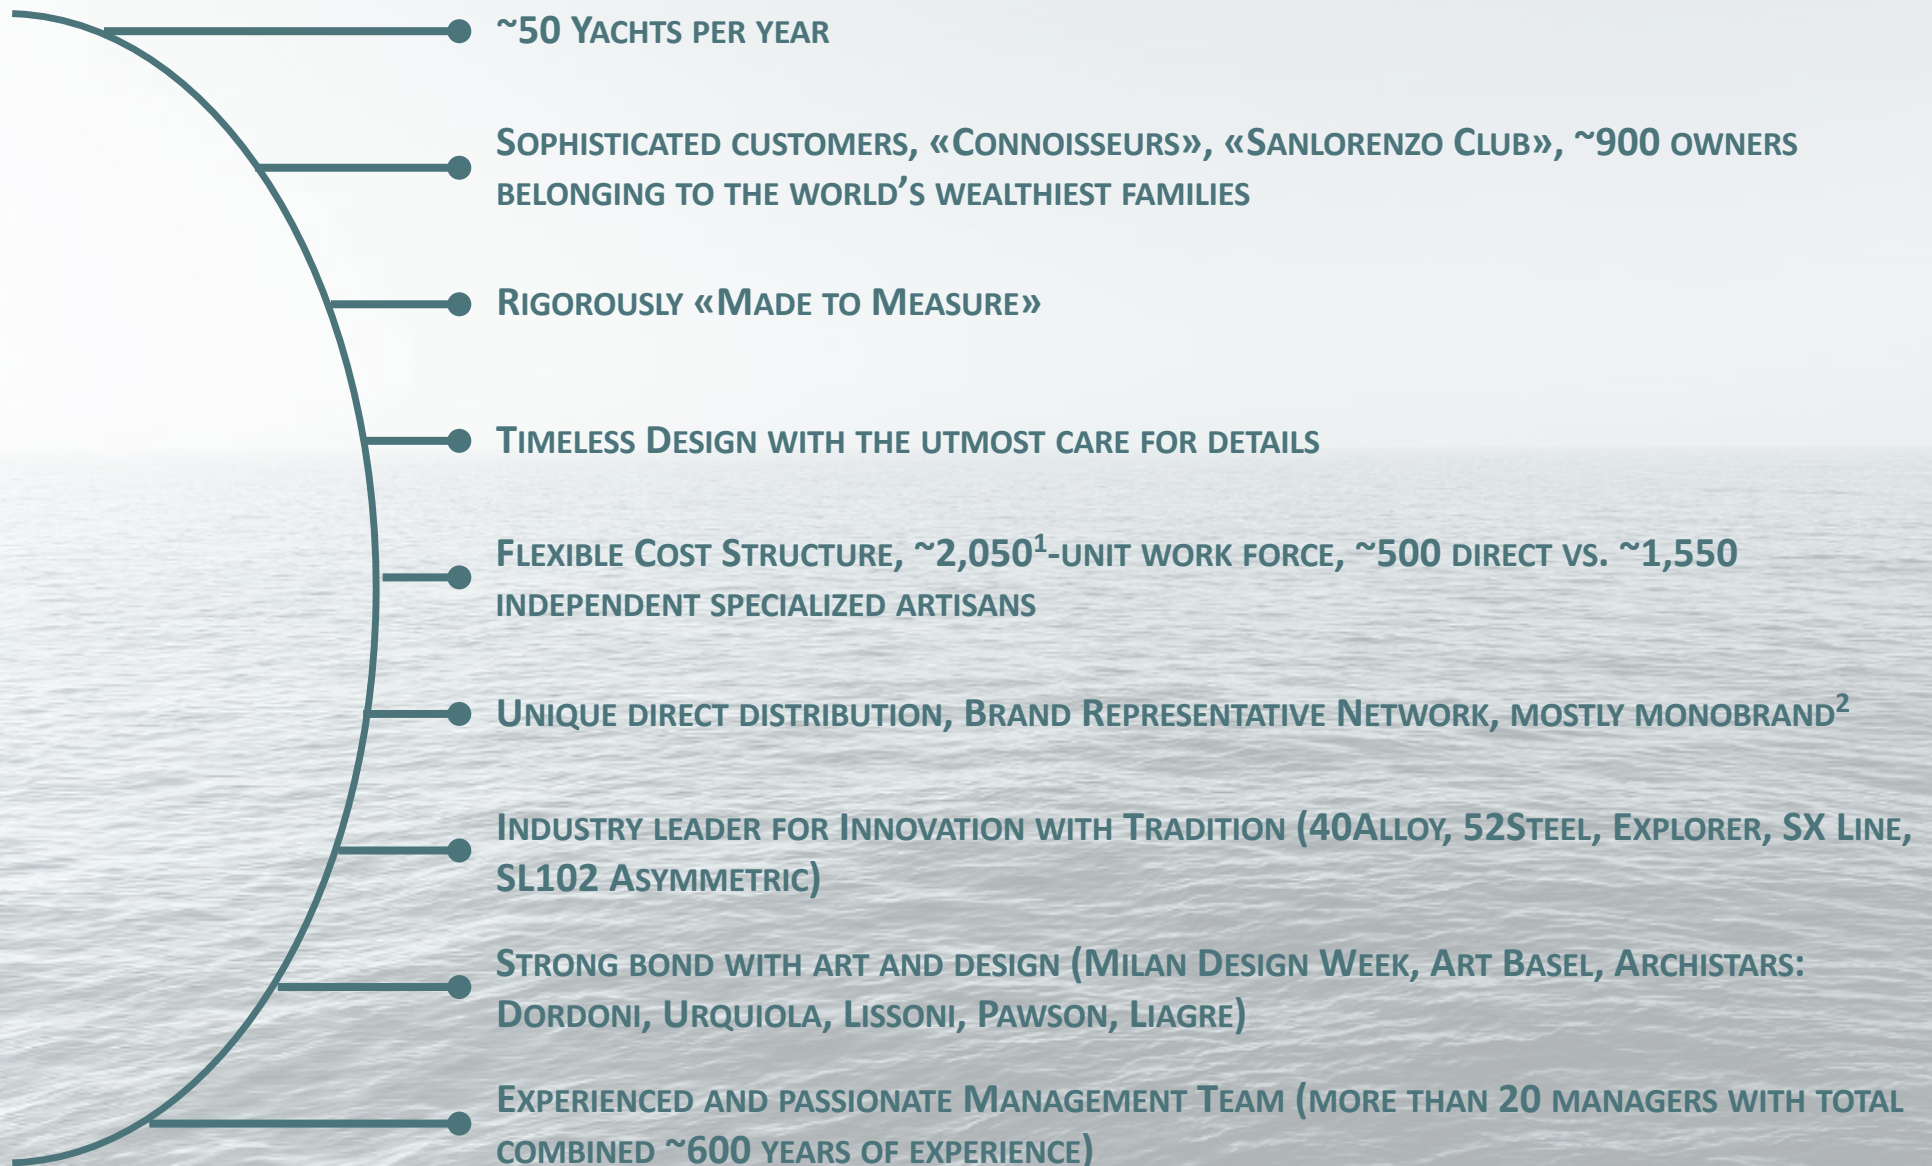 ~50 Yachts per year
Sophisticated customers, «Connoisseurs», «Sanlorenzo Club», ~900 owners
belonging to the world's wealthiest families
Rigorously «Made to Measure»
Timeless Design with the utmost care for details
Flexible Cost Structure, ~2,050¹-unit work force, ~500 direct vs. ~1,550
independent specialized artisans
Unique direct distribution, Brand Representative Network, mostly monobrand²
Industry leader for Innovation with Tradition (40Alloy, 52Steel, Explorer, SX Line,
SL102 Asymmetric)
Strong bond with art and design (Milan Design Week, Art Basel, Archistars:
Dordoni, Urquiola, Lissoni, Pawson, Liagre)
Experienced and passionate Management Team (more than 20 managers with total
combined ~600 years of experience)